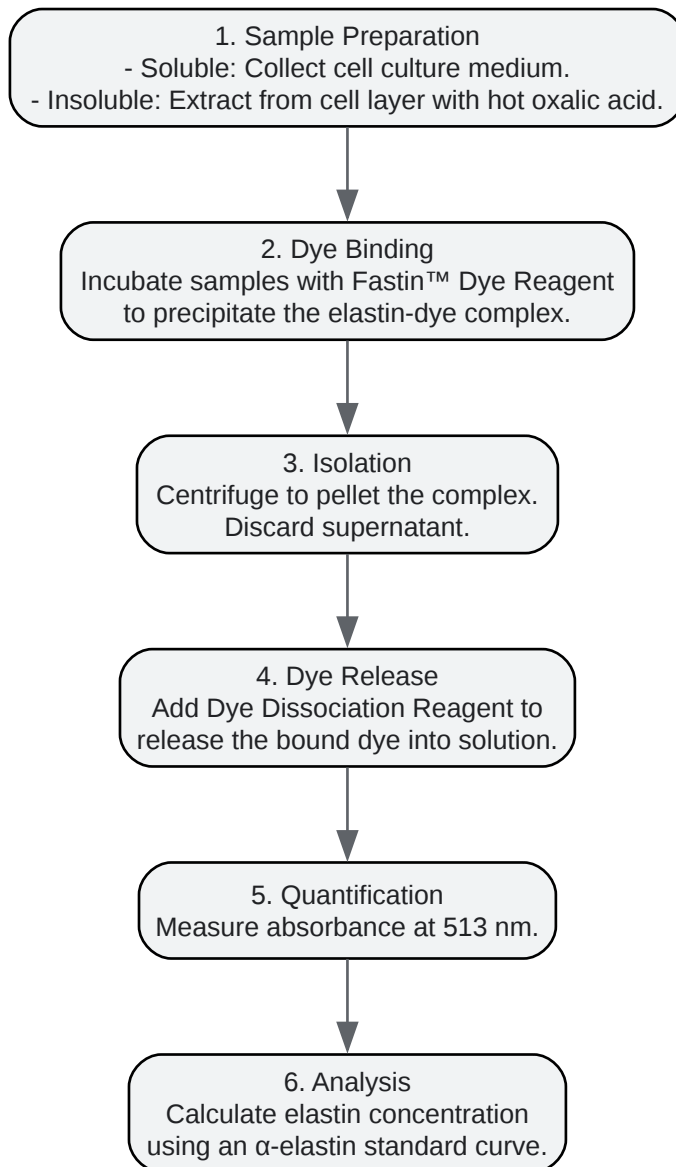 1. Sample Preparation
- Soluble: Collect cell culture medium.
- Insoluble: Extract from cell layer with hot oxalic acid.
2. Dye Binding
Incubate samples with Fastin™ Dye Reagent
to precipitate the elastin-dye complex.
3. Isolation
Centrifuge to pellet the complex.
Discard supernatant.
4. Dye Release
Add Dye Dissociation Reagent to
release the bound dye into solution.
5. Quantification
Measure absorbance at 513 nm.
6. Analysis
Calculate elastin concentration
using an α-elastin standard curve.